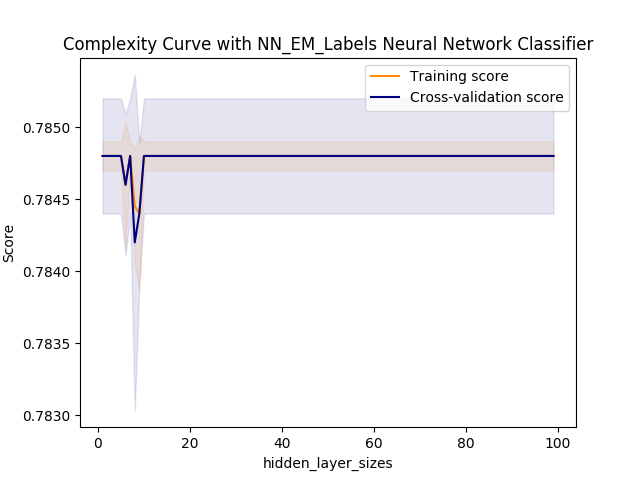 Complexity Curve with NN_EM_Labels Neural Network Classifier
Training score
Cross-validation score
0.7850
0.7845
0.7840
0.7835
0.7830
Score
0
20
40
60
80
100
hidden_layer_sizes